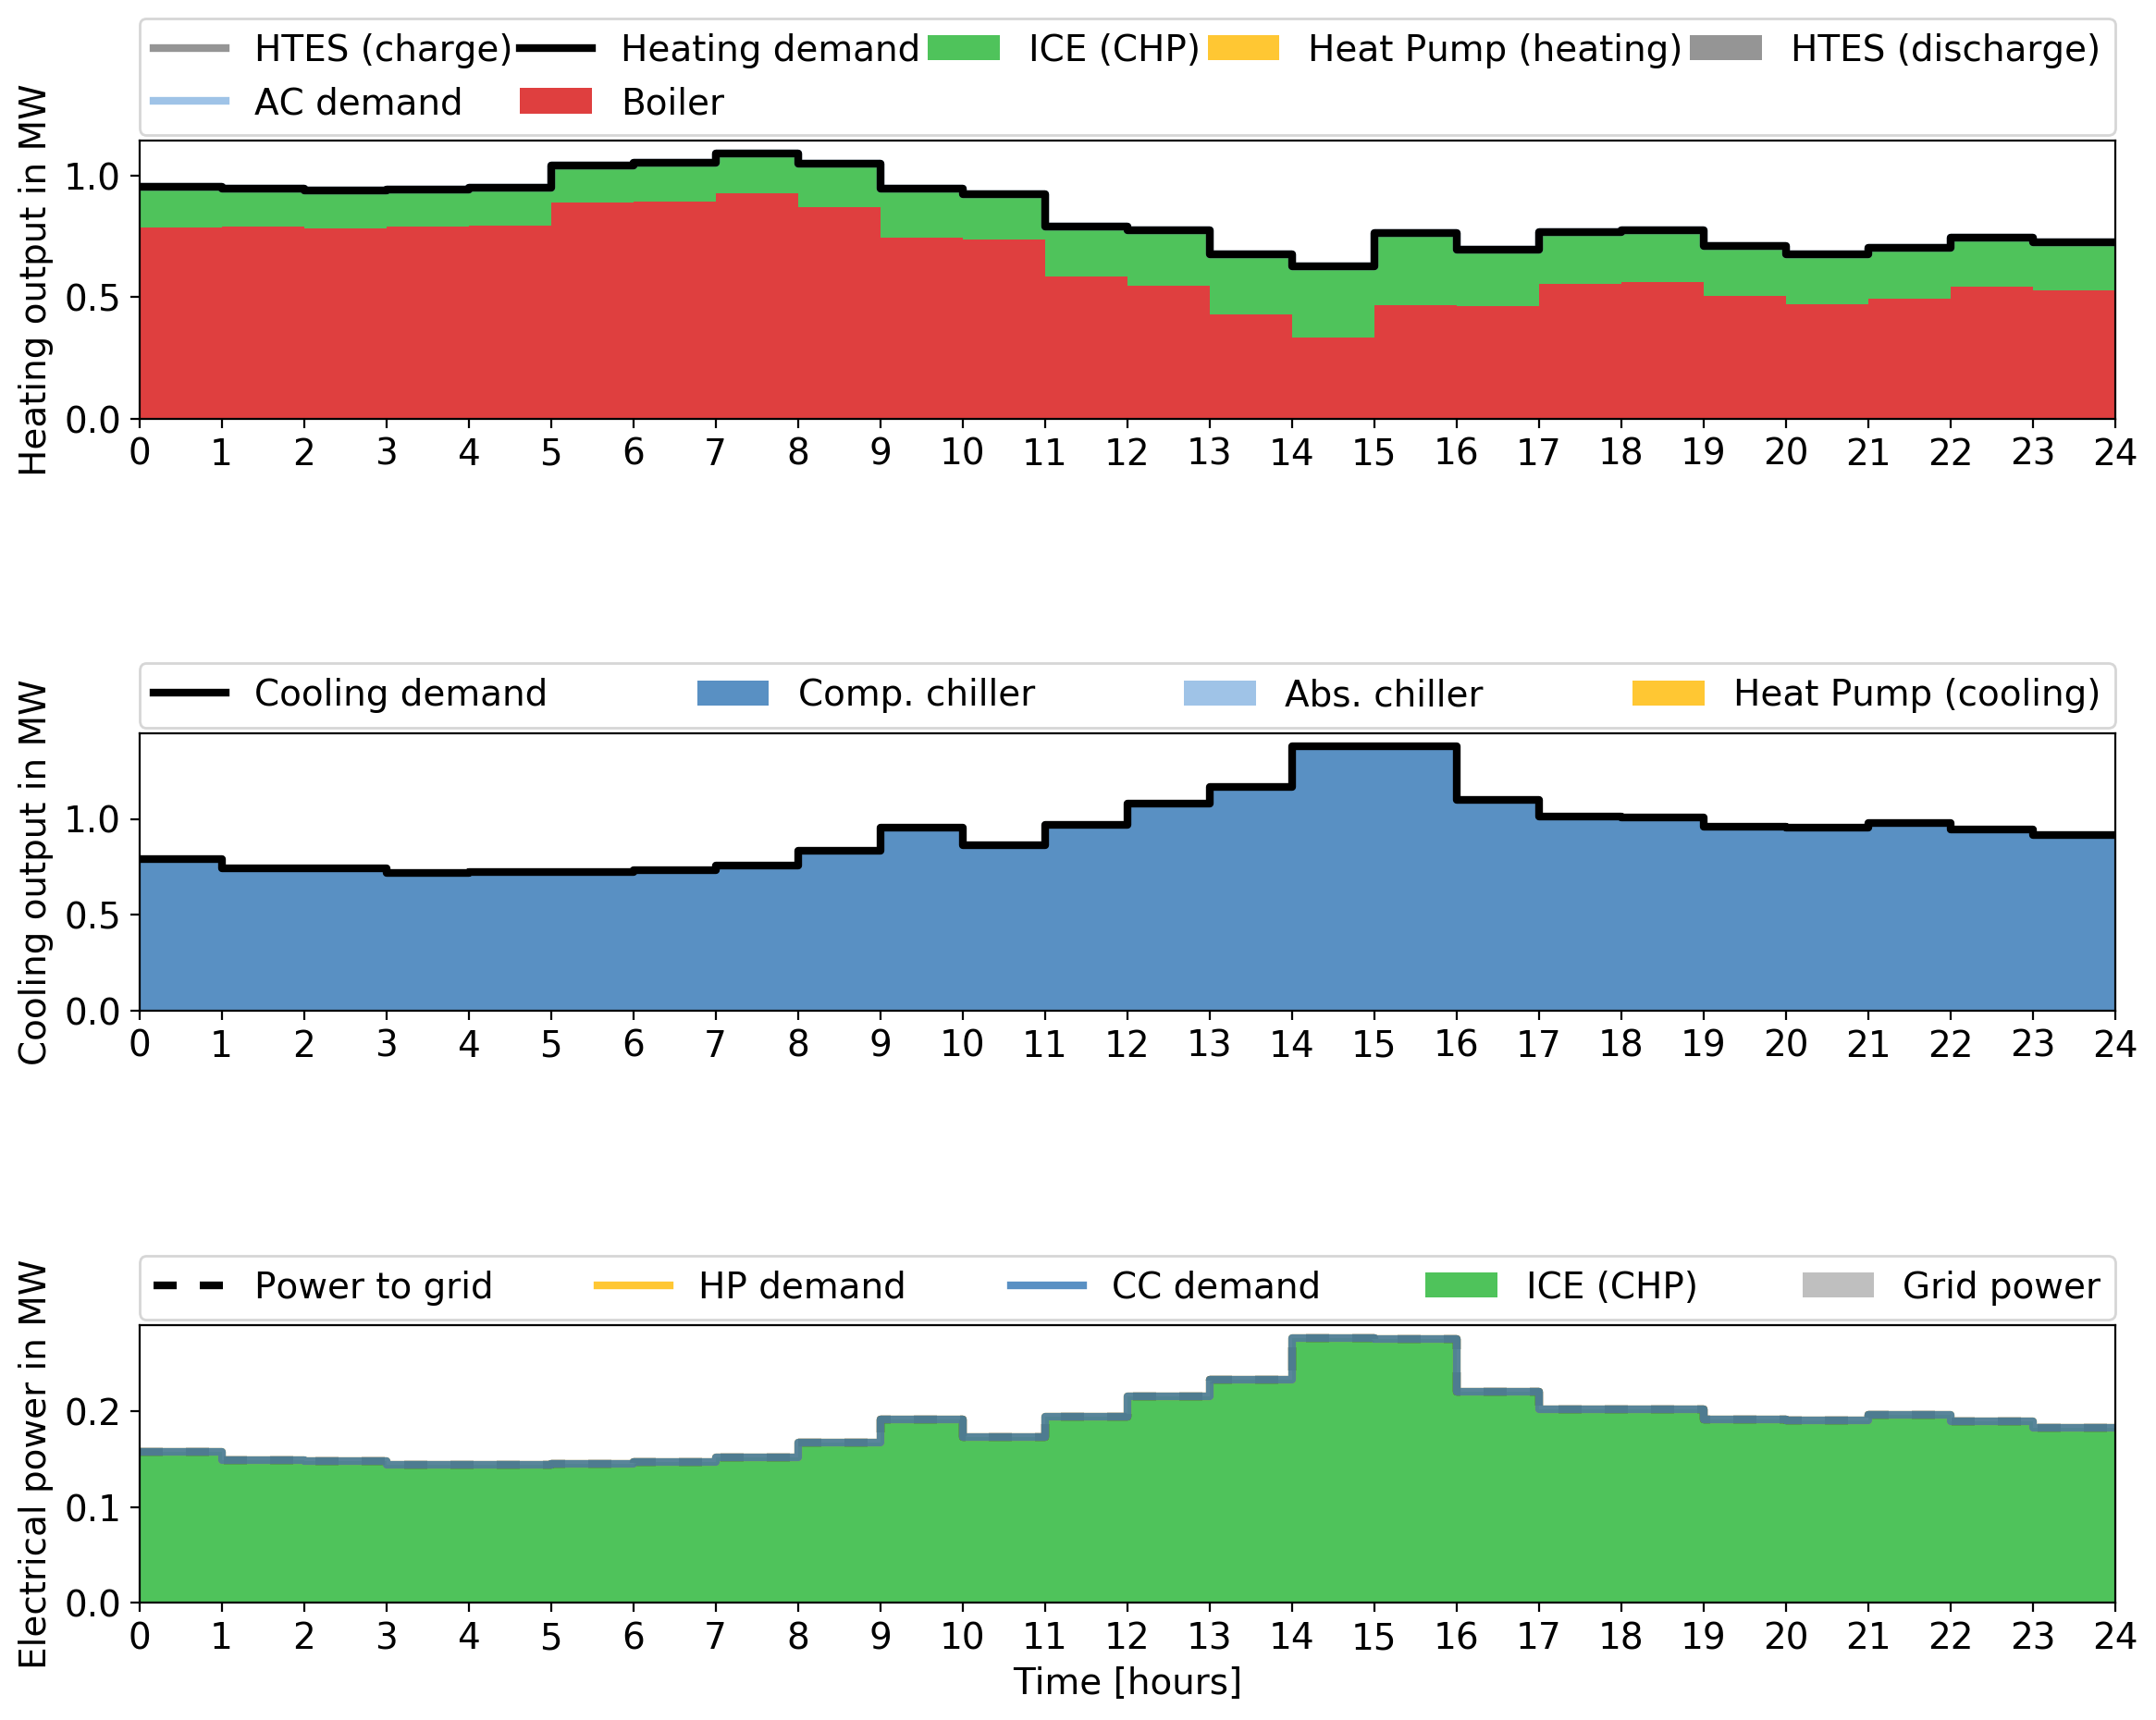 HTES (charge) Heating demand ICE (CHP) Heat Pump (heating) HTES (discharge)
AC demand Boiler
Heating output in MW
1.0
0.5
0.0
0 1 2 3 4 5 6 7 8 9 10 11 12 13 14 15 16 17 18 19 20 21 22 23 24
Cooling demand Comp. chiller Abs. chiller Heat Pump (cooling)
Cooling output in MW
1.0
0.5
0.0
0 1 2 3 4 5 6 7 8 9 10 11 12 13 14 15 16 17 18 19 20 21 22 23 24
Power to grid HP demand CC demand ICE (CHP) Grid power
Electrical power in MW
0.2
0.1
0.0
0 1 2 3 4 5 6 7 8 9 10 11 12 13 14 15 16 17 18 19 20 21 22 23 24
Time [hours]